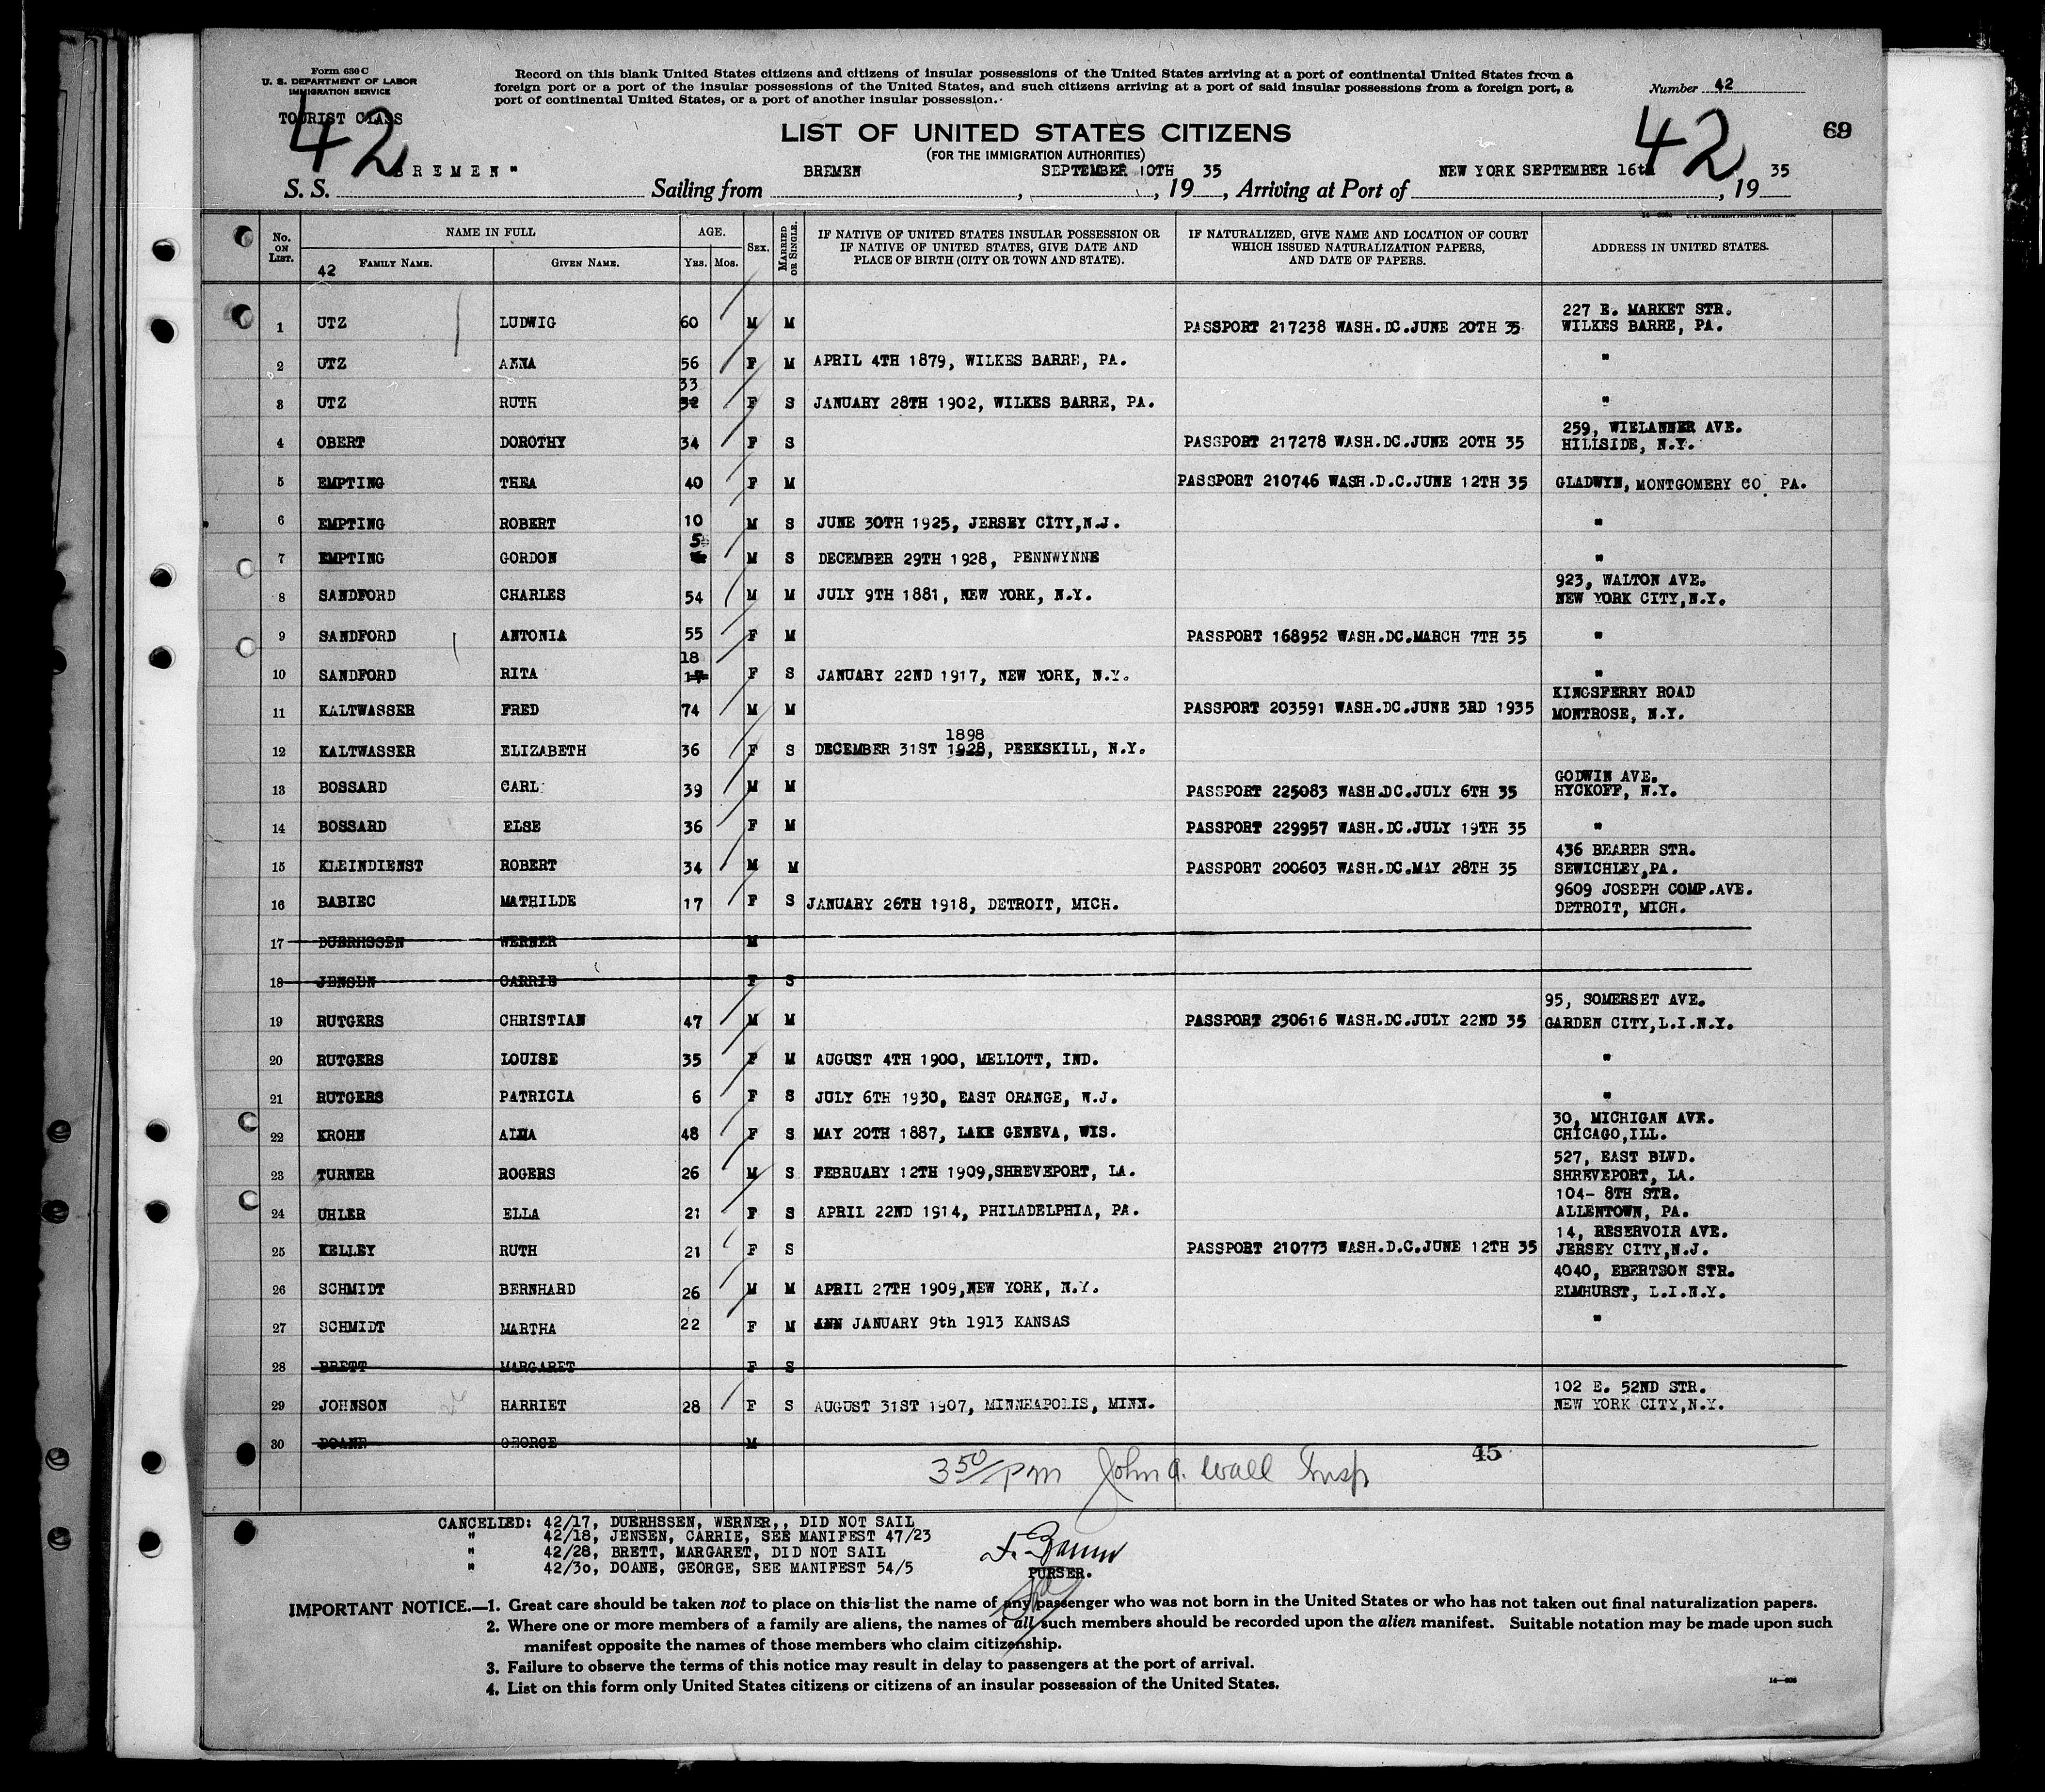 Form 630 C
U. S. DEPARTMENT OF LABOR
IMMIGRATION SERVICE
TOURIST CLASS
42
Record on this blank United States citizens and citizens of insular possessions of the United States arriving at a port of continental United States from a
foreign port or a port of the insular possessions of the United States, and such citizens arriving at a port of said insular possessions from a foreign port, a
port of continental United States, or a port of another insular possession.
Number 42
42
69
LIST OF UNITED STATES CITIZENS
(FOR THE IMMIGRATION AUTHORITIES)
S. S. BREMEN" Sailing from BREMEN, SEPTEMBER 10TH, 1935, Arriving at Port of NEW YORK SEPTEMBER 16th, 1935
No. ON LIST. NAME IN FULL AGE. SEX. MARRIED OR SINGLE. IF NATIVE OF UNITED STATES INSULAR POSSESSION OR IF NATIVE OF UNITED STATES, GIVE DATE AND PLACE OF BIRTH (CITY OR TOWN AND STATE). IF NATURALIZED, GIVE NAME AND LOCATION OF COURT WHICH ISSUED NATURALIZATION PAPERS, AND DATE OF PAPERS. ADDRESS IN UNITED STATES.
42 FAMILY NAME. GIVEN NAME. YRS. MOS.
1 UTZ LUDWIG 60 M M PASSPORT 217238 WASH.DC.JUNE 20TH 35 227 E. MARKET STR. WILKES BARRE, PA.
2 UTZ ANNA 56 F M APRIL 4TH 1879, WILKES BARRE, PA. "
3 UTZ RUTH 33 32 F S JANUARY 28TH 1902, WILKES BARRE, PA. "
4 OBERT DOROTHY 34 F S PASSPORT 217278 WASH.DC.JUNE 20TH 35 259, WIELANNER AVE. HILLSIDE, N.Y.
5 EMPTING THEA 40 F M PASSPORT 210746 WASH.D.C.JUNE 12TH 35 GLADWYN, MONTGOMERY CO. PA.
6 EMPTING ROBERT 10 M S JUNE 30TH 1925, JERSEY CITY,N.J. "
7 EMPTING GORDON 5 M S DECEMBER 29TH 1928, PENNWYNNE "
8 SANDFORD CHARLES 54 M M JULY 9TH 1881, NEW YORK, N.Y. 923, WALTON AVE. NEW YORK CITY,N.Y.
9 SANDFORD ANTONIA 55 F M PASSPORT 168952 WASH.DC.MARCH 7TH 35 "
10 SANDFORD RITA 18 17 F S JANUARY 22ND 1917, NEW YORK, N.Y. "
11 KALTWASSER FRED 74 M M PASSPORT 203591 WASH.DC.JUNE 3RD 1935 KINGSFERRY ROAD MONTROSE, N.Y.
12 KALTWASSER ELIZABETH 36 F S DECEMBER 31ST 1928, 1898 PEEKSKILL, N.Y.
13 BOSSARD CARL 39 M M PASSPORT 225083 WASH.DC.JULY 6TH 35 GODWIN AVE. HYCKOFF, N.Y.
14 BOSSARD ELSE 36 F M PASSPORT 229957 WASH.DC.JULY 19TH 35 "
15 KLEINDIENST ROBERT 34 M M PASSPORT 200603 WASH.DC.MAY 28TH 35 436 BEARER STR. SEWICHLEY,PA.
16 BABIEC MATHILDE 17 F S JANUARY 26TH 1918, DETROIT, MICH. 9609 JOSEPH COMP.AVE. DETROIT, MICH.
17 DUERHSSEN WERNER M
18 JENSEN CARRIE F S
19 RUTGERS CHRISTIAN 47 M M PASSPORT 230616 WASH.DC.JULY 22ND 35 95, SOMERSET AVE. GARDEN CITY,L.I.N.Y.
20 RUTGERS LOUISE 35 F M AUGUST 4TH 1900, MELLOTT, IND. "
21 RUTGERS PATRICIA 6 F S JULY 6TH 1930, EAST ORANGE, W.J. "
22 KROHN ALMA 48 F S MAY 20TH 1887, LAKE GENEVA, WIS. 30, MICHIGAN AVE. CHICAGO,ILL.
23 TURNER ROGERS 26 M S FEBRUARY 12TH 1909,SHREVEPORT, LA. 527, EAST BLVD. SHREVEPORT, LA.
24 UHLER ELLA 21 F S APRIL 22ND 1914, PHILADELPHIA, PA. 104- 8TH STR. ALLENTOWN, PA.
25 KELLEY RUTH 21 F S PASSPORT 210773 WASH.D.C.JUNE 12TH 35 14, RESERVOIR AVE. JERSEY CITY,N.J.
26 SCHMIDT BERNHARD 26 M M APRIL 27TH 1909,NEW YORK, N.Y. 4040, EBERTSON STR. ELMHURST, L.I.N.Y.
27 SCHMIDT MARTHA 22 F M JANUARY 9th 1913 KANSAS "
28 BRETT MARGARET F S
29 JOHNSON HARRIET 28 F S AUGUST 31ST 1907, MINNEAPOLIS, MINN. 102 E. 52ND STR. NEW YORK CITY,N.Y.
30 DOANE GEORGE M
45
3 50/pm John A. Wall Insp
CANCELLED: 42/17, DUERHSSEN, WERNER,, DID NOT SAIL
" 42/18, JENSEN, CARRIE, SEE MANIFEST 47/23
" 42/28, BRETT, MARGARET, DID NOT SAIL
" 42/30, DOANE, GEORGE, SEE MANIFEST 54/5
PURSER.
IMPORTANT NOTICE.—1. Great care should be taken not to place on this list the name of any passenger who was not born in the United States or who has not taken out final naturalization papers.
2. Where one or more members of a family are aliens, the names of all such members should be recorded upon the alien manifest. Suitable notation may be made upon such
manifest opposite the names of those members who claim citizenship.
3. Failure to observe the terms of this notice may result in delay to passengers at the port of arrival.
4. List on this form only United States citizens or citizens of an insular possession of the United States.